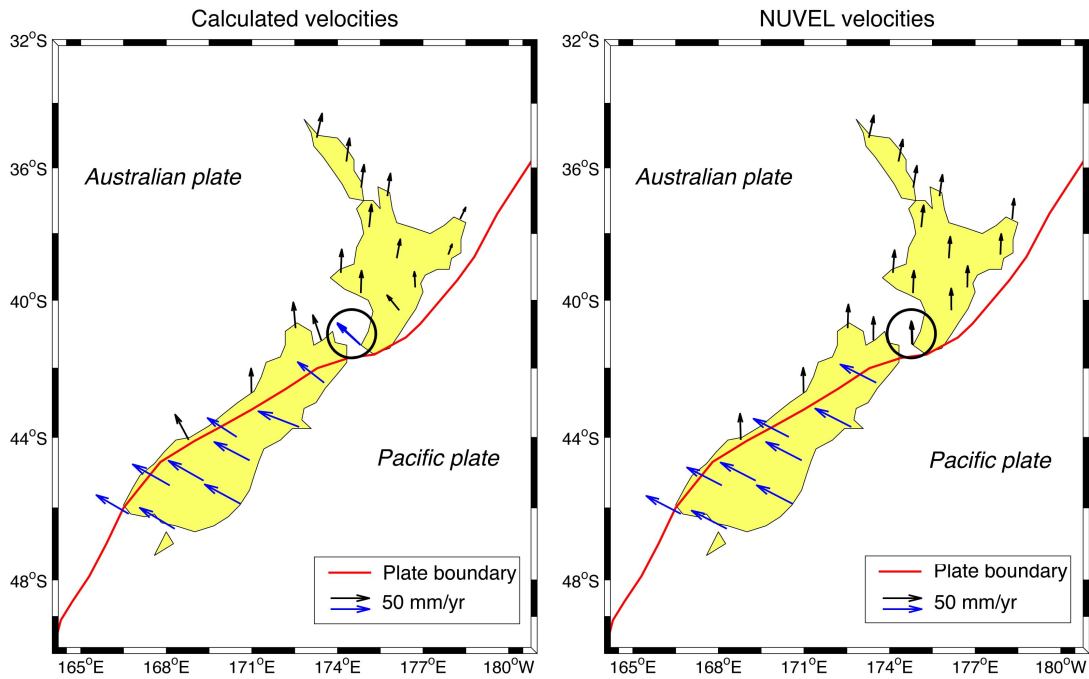 Calculated velocities
32°S
36°S
40°S
44°S
48°S
Australian plate
Pacific plate
Plate boundary
50 mm/yr
165°E 168°E 171°E 174°E 177°E 180°W
NUVEL velocities
32°S
36°S
40°S
44°S
48°S
Australian plate
Pacific plate
Plate boundary
50 mm/yr
165°E 168°E 171°E 174°E 177°E 180°W